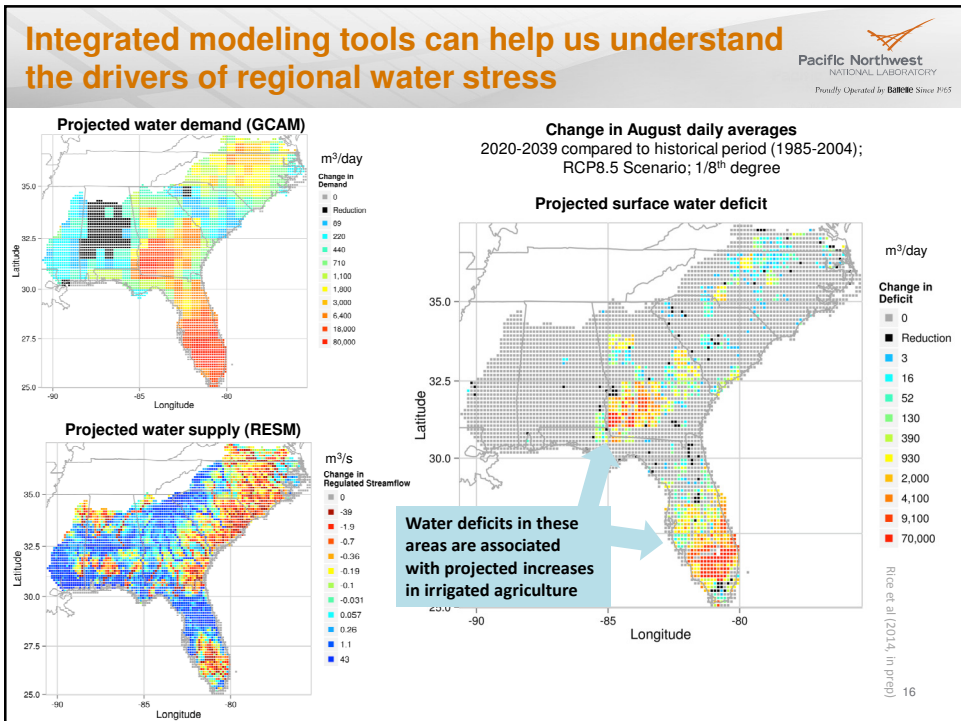 Integrated modeling tools can help us understand
the drivers of regional water stress
Pacific Northwest
NATIONAL LABORATORY
Proudly Operated by Battelle Since 1965
Projected water demand (GCAM)
m³/day
Change in
Demand
0
Reduction
89
220
440
710
1,100
1,800
3,000
6,400
18,000
80,000
Latitude
35.0
32.5
30.0
27.5
25.0
-90
-85
-80
Longitude
Projected water supply (RESM)
m³/s
Change in
Regulated Streamflow
0
-39
-1.9
-0.7
-0.36
-0.19
-0.1
-0.031
0.057
0.26
1.1
43
Latitude
35.0
32.5
30.0
27.5
25.0
-90
-85
-80
Longitude
Change in August daily averages
2020-2039 compared to historical period (1985-2004);
RCP8.5 Scenario; 1/8th degree
Projected surface water deficit
m³/day
Change in
Deficit
0
Reduction
3
16
52
130
390
930
2,000
4,100
9,100
70,000
Latitude
35.0
32.5
30.0
25.0
-90
-85
-80
Longitude
Water deficits in these
areas are associated
with projected increases
in irrigated agriculture
Rice et al (2014, in prep)
16